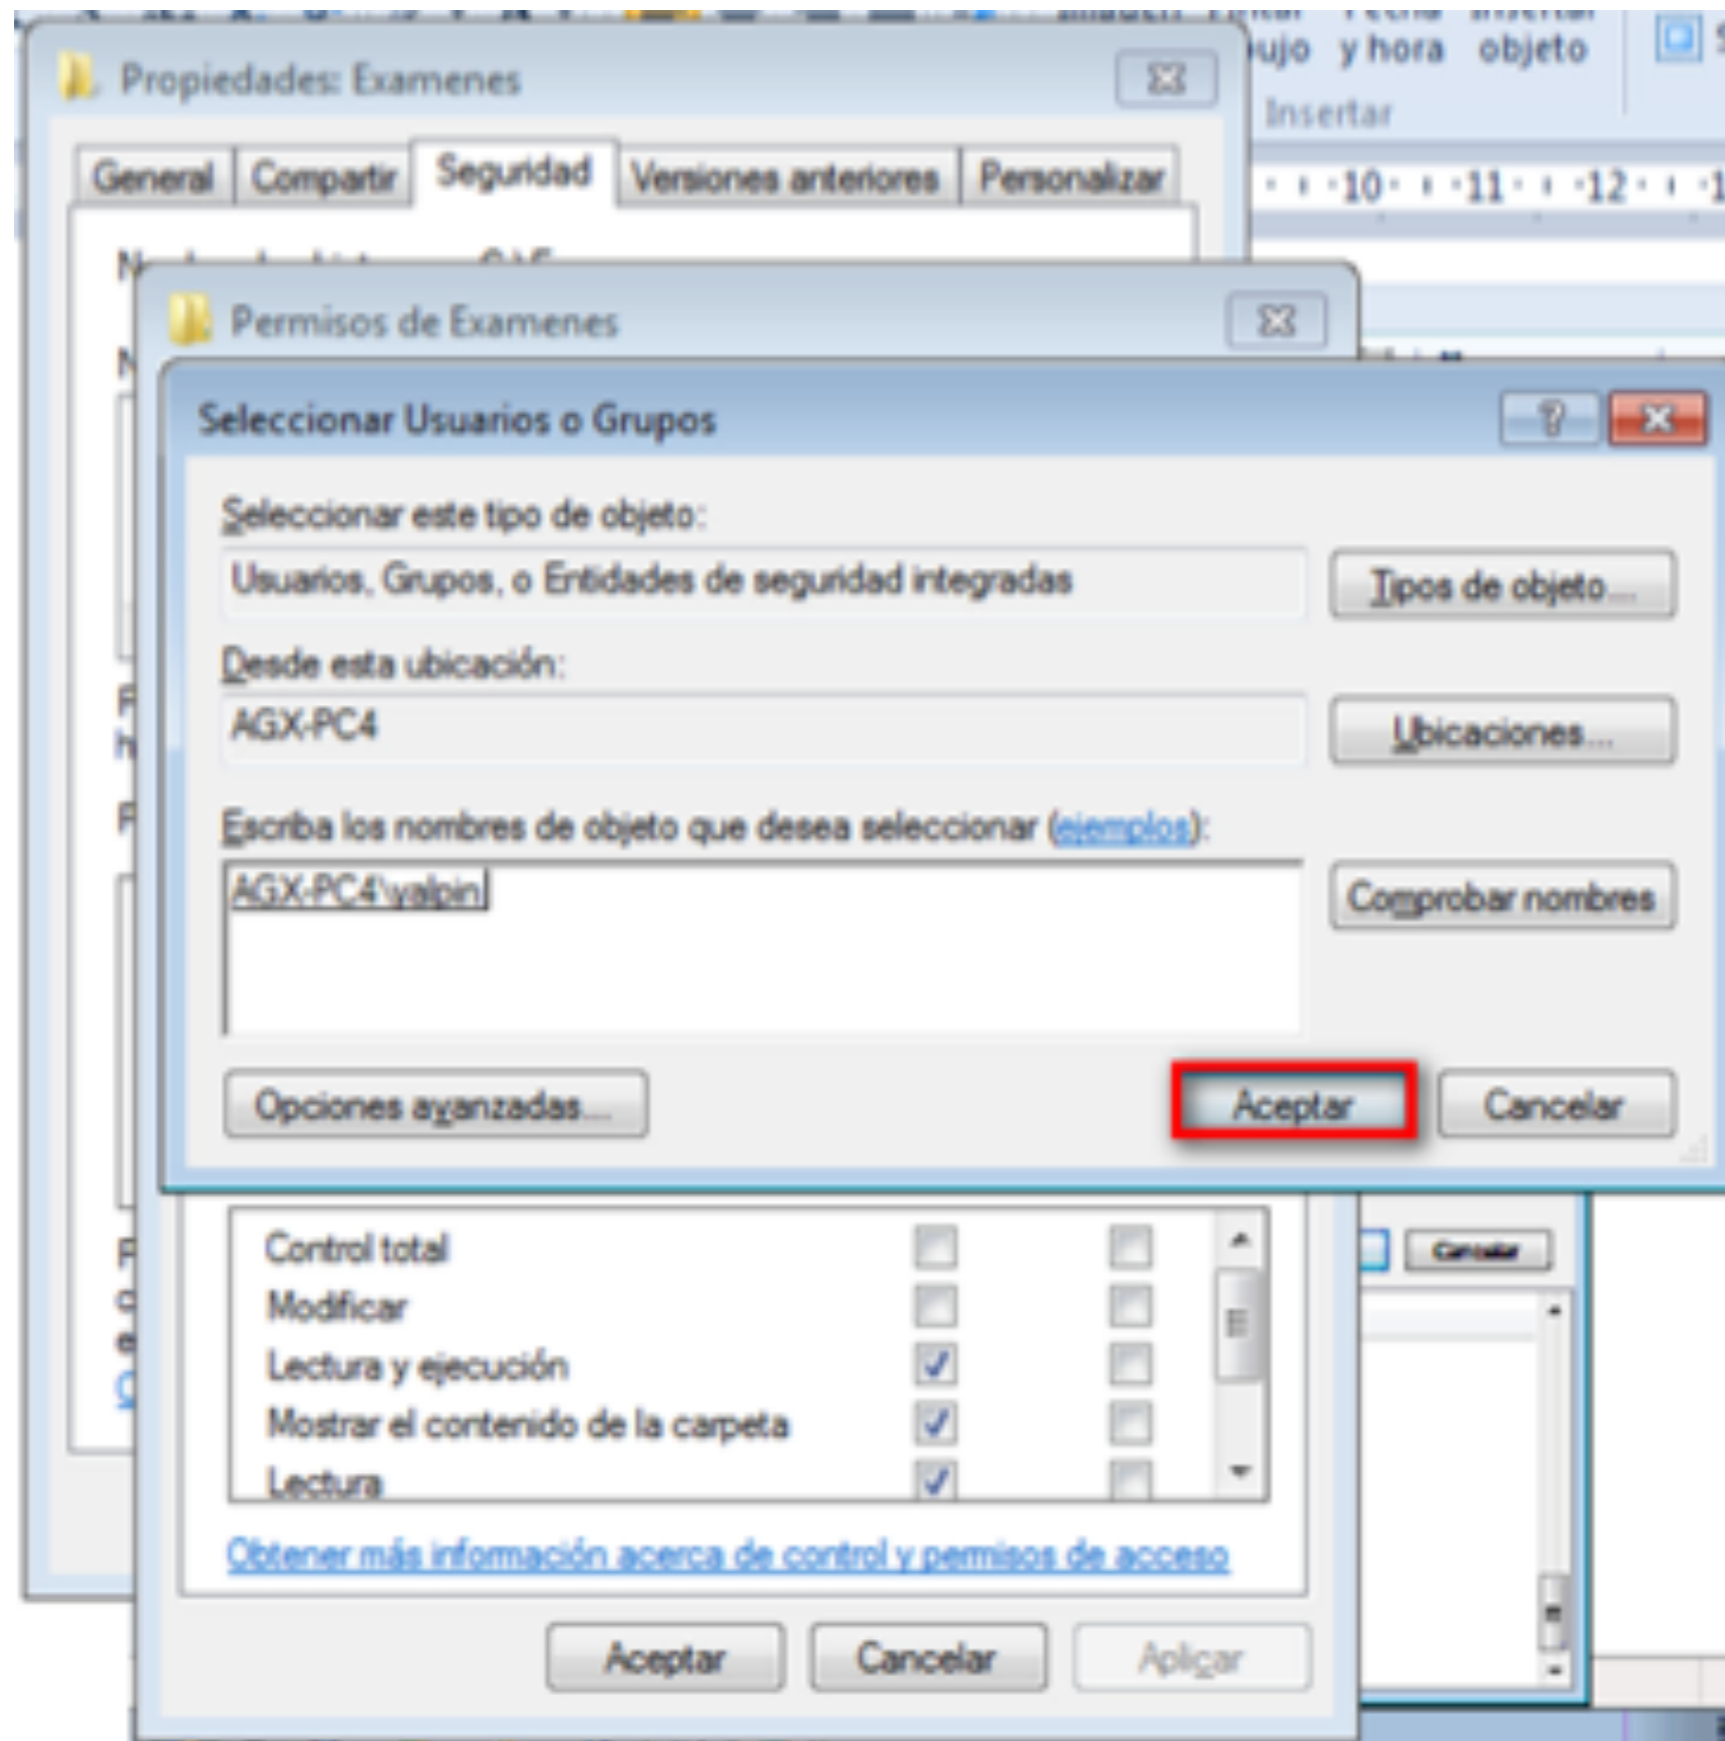 y hora objeto
Insertar
Propiedades: Examenes
General Compartir Seguridad Versiones anteriores Personalizar
10 11 12
Permisos de Examenes
Seleccionar Usuarios o Grupos
Seleccionar este tipo de objeto:
Usuarios, Grupos, o Entidades de seguridad integradas
Tipos de objeto...
Desde esta ubicación:
AGX-PC4
Ubicaciones...
Escriba los nombres de objeto que desea seleccionar (ejemplos):
AGX-PC4\yalpin
Comprobar nombres
Opciones avanzadas...
Aceptar
Cancelar
Control total
Cancelar
Modificar
Lectura y ejecución
Mostrar el contenido de la carpeta
Lectura
Obtener más información acerca de control y permisos de acceso
Aceptar
Cancelar
Aplicar